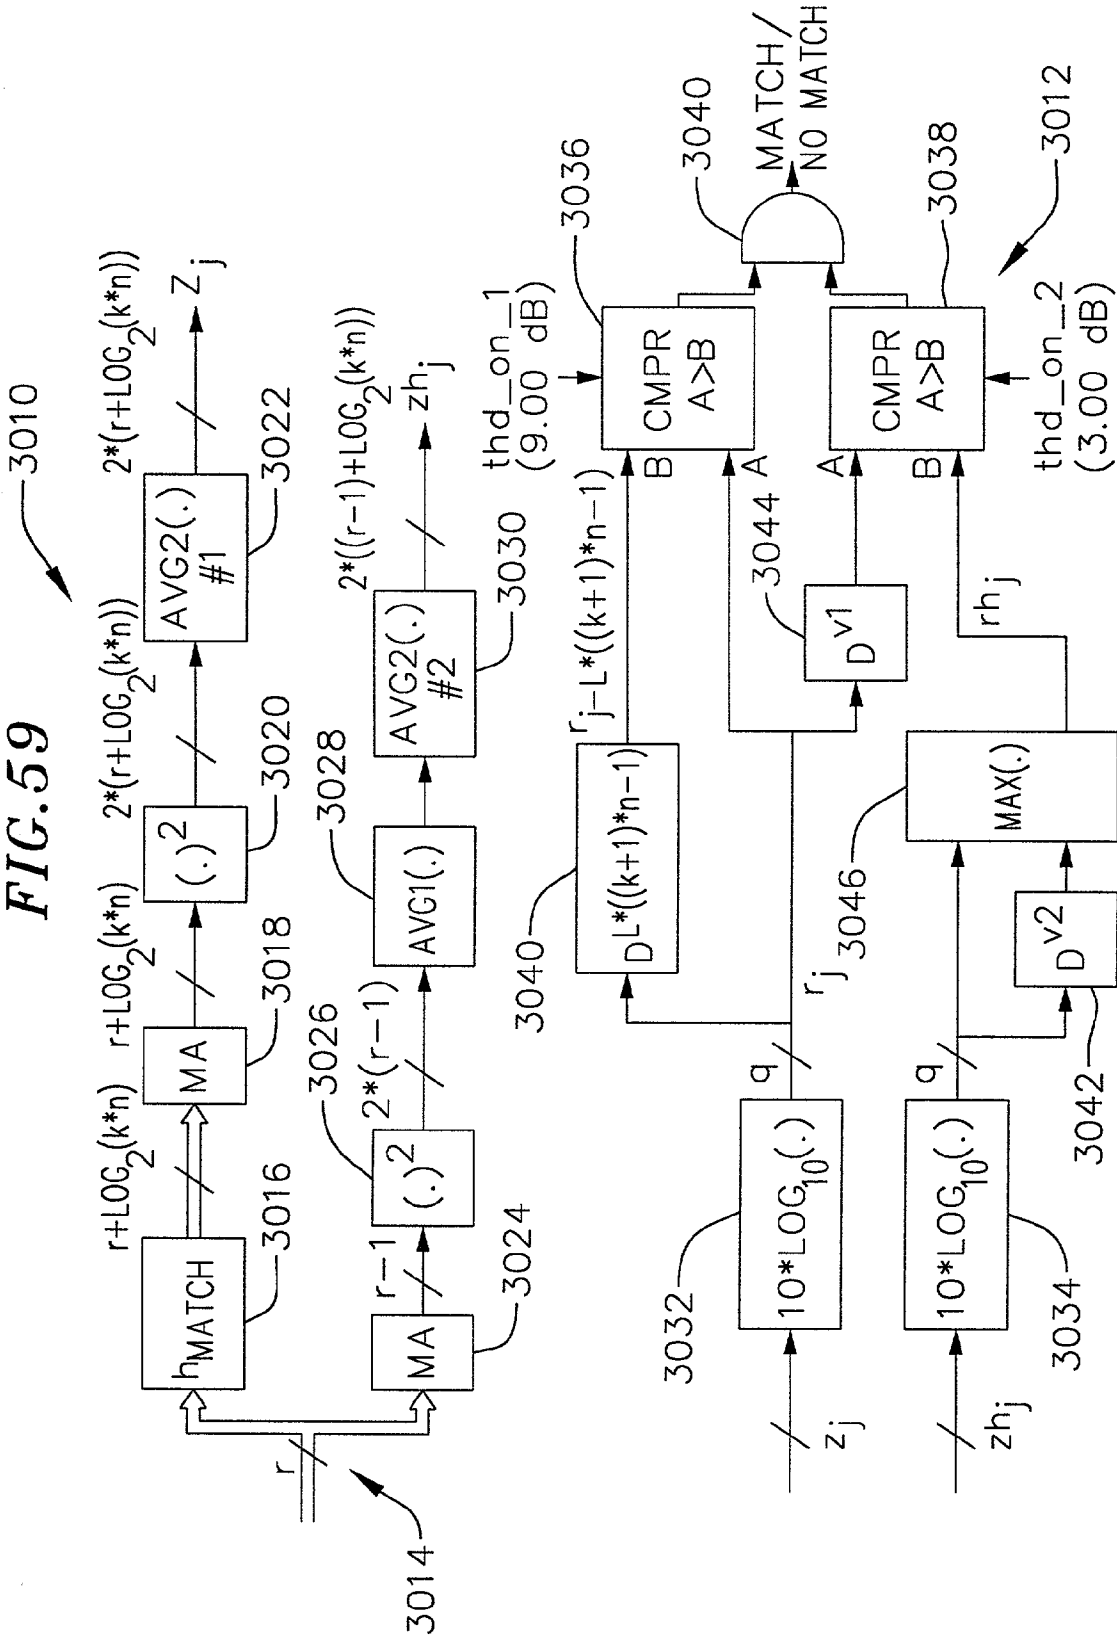 FIG.59
3010
r+LOG2(k*n)
r+LOG2(k*n)
2*(r+LOG2(k*n))
2*(r+LOG2(k*n))
hMATCH
MA
(.)2
AVG2(.)
#1
Zj
3016
3018
3020
3022
r
3014
MA
r-1
(.)2
2*(r-1)
AVG1(.)
AVG2(.)
#2
2*((r-1)+LOG2(k*n))
zhj
3024
3026
3028
3030
3032
zj
10*LOG10(.)
q
rj
3040
DL*((k+1)*n-1)
rj-L*((k+1)*n-1)
thd_on_1
(9.00 dB)
B
A
CMPR
A>B
3036
3044
Dv1
A
B
CMPR
A>B
3038
thd_on_2
(3.00 dB)
3040
MATCH/
NO MATCH
3012
zhj
10*LOG10(.)
3034
q
3042
Dv2
3046
MAX(.)
rhj